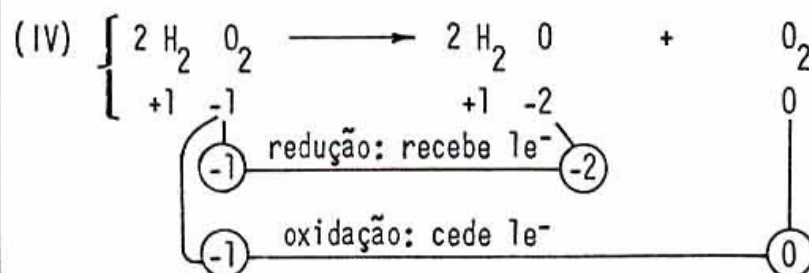 (IV) 2 H2 O2 → 2 H2 O + O2
+1 -1 +1 -2 0
-1 redução: recebe 1e- -2
-1 oxidação: cede 1e- 0